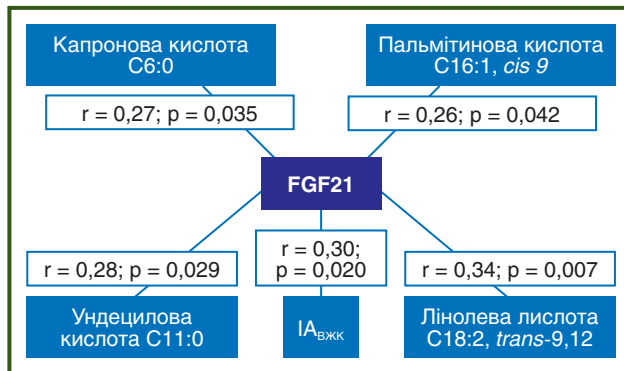 Капронова кислота
C6:0
Пальмітинова кислота
C16:1, cis 9
r = 0,27; p = 0,035
r = 0,26; p = 0,042
FGF21
r = 0,28; p = 0,029
r = 0,30;
p = 0,020
r = 0,34; p = 0,007
Ундецилова
кислота C11:0
ІАВЖК
Лінолева лислота
C18:2, trans-9,12